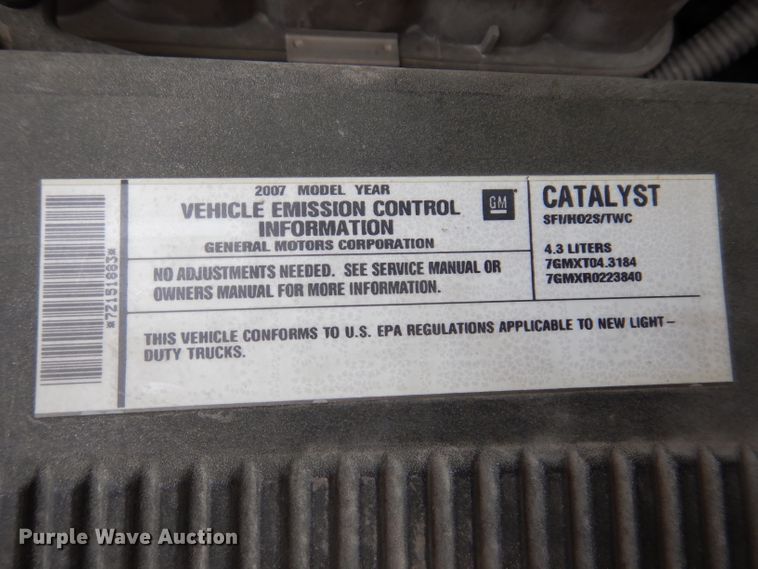 *72151883*
2007 MODEL YEAR
VEHICLE EMISSION CONTROL
INFORMATION
GENERAL MOTORS CORPORATION
GM
CATALYST
SFI/HO2S/TWC
4.3 LITERS
7GMXT04.3184
7GMXR0223840
NO ADJUSTMENTS NEEDED. SEE SERVICE MANUAL OR
OWNERS MANUAL FOR MORE INFORMATION.
THIS VEHICLE CONFORMS TO U.S. EPA REGULATIONS APPLICABLE TO NEW LIGHT-
DUTY TRUCKS.
Purple Wave Auction